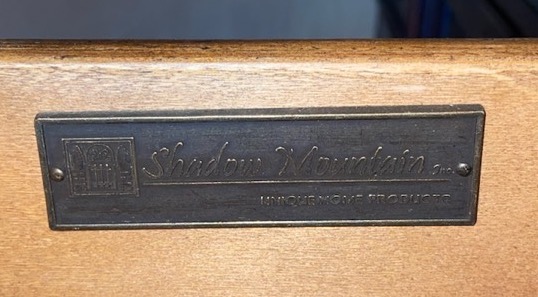 Shadow Mountain Inc.
UNIQUE HOME PRODUCTS